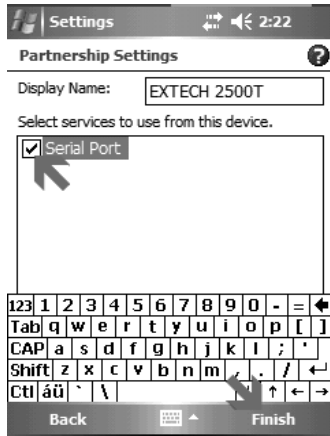 Settings 2:22
Partnership Settings ?
Display Name: EXTECH 2500T
Select services to use from this device.
Serial Port
123 1 2 3 4 5 6 7 8 9 0 - =
Tab q w e r t y u i o p [ ]
CAP a s d f g h j k l ; '
Shift z x c v b n m , . /
Ctl áü ` \
Back Finish